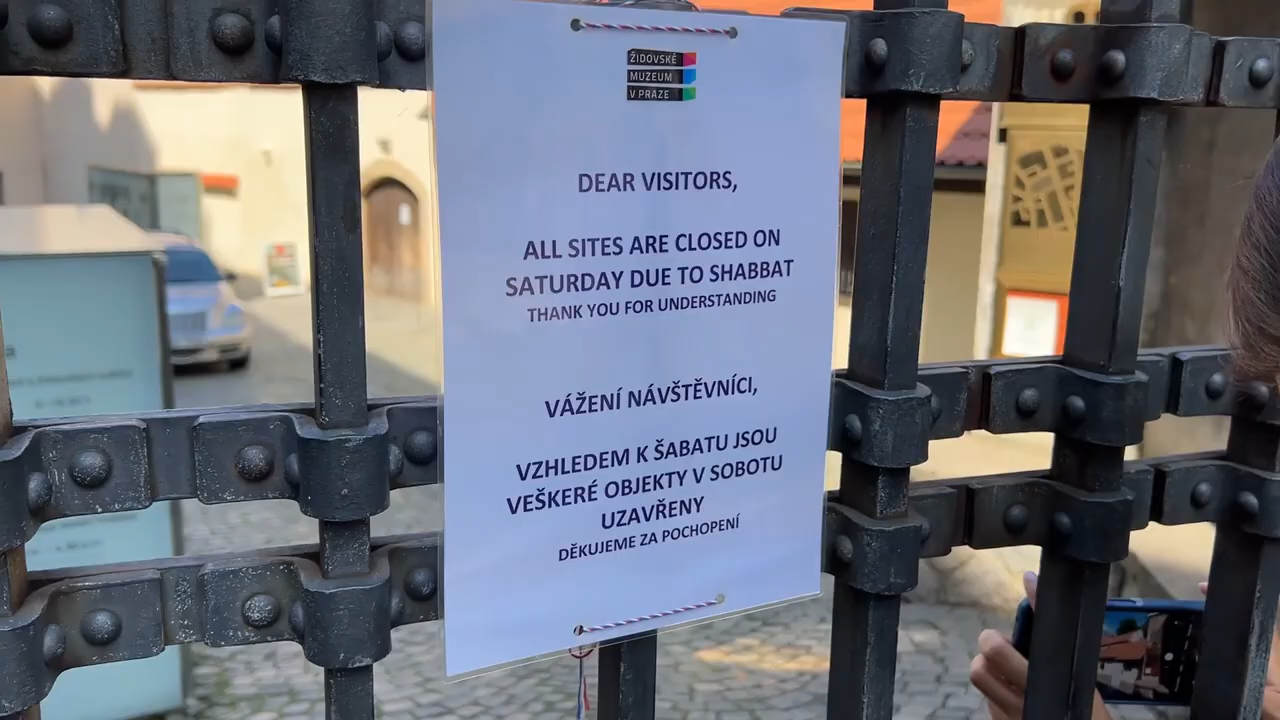 ŽIDOVSKÉ
MUZEUM
V PRAZE
DEAR VISITORS,
ALL SITES ARE CLOSED ON
SATURDAY DUE TO SHABBAT
THANK YOU FOR UNDERSTANDING
VÁŽENÍ NÁVŠTĚVNÍCI,
VZHLEDEM K ŠABATU JSOU
VEŠKERÉ OBJEKTY V SOBOTU
UZAVŘENY
DĚKUJEME ZA POCHOPENÍ